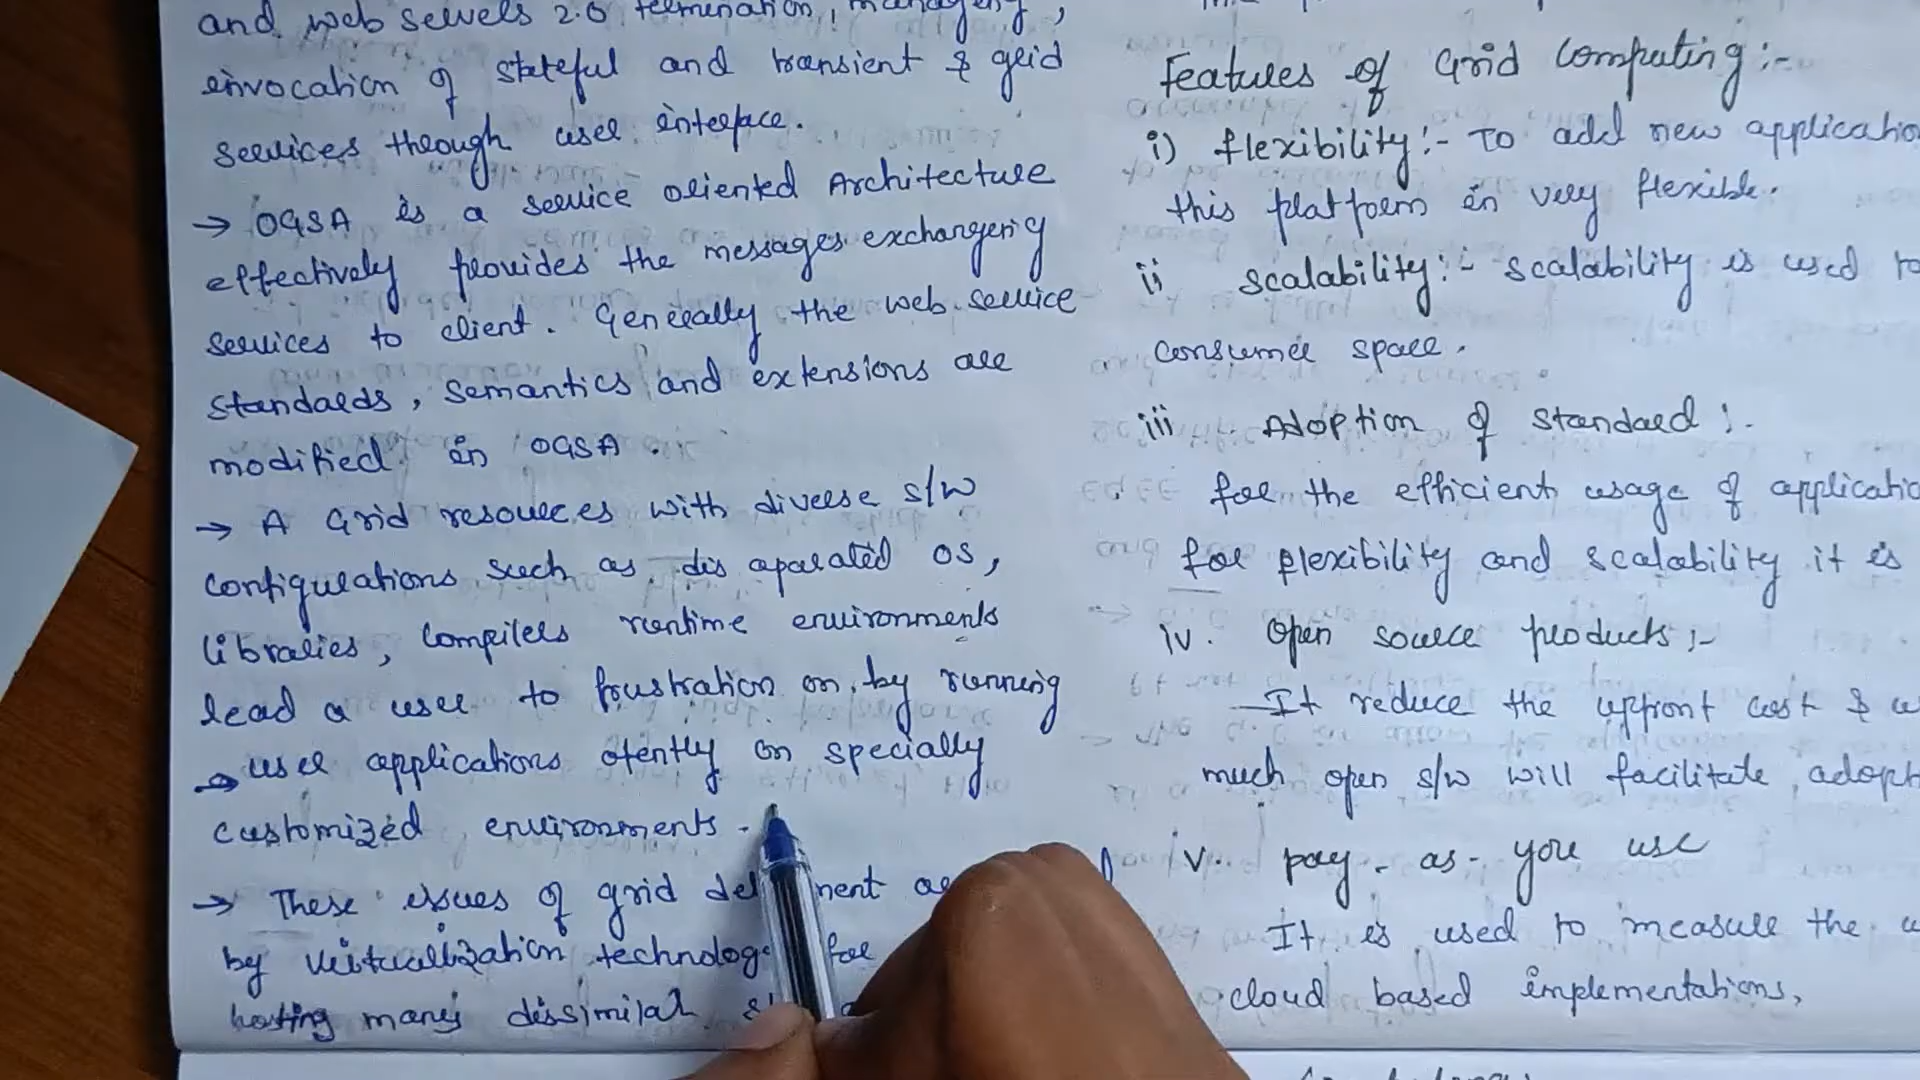 and web servers 2.0 termination, managing,
invocation of stateful and transient & grid
services through user interface.
→ OGSA is a service oriented Architecture
effectively provides the messages exchanging
services to client. Generally the web service
standards, semantics and extensions are
modified in OGSA.
→ A Grid resources with diverse s/w
configurations such as dis aparated OS,
libraries, compilers runtime environments
lead a user to frustration on by running
→ user applications otently on specially
customized environments.
→ These issues of grid del ment
by virtuallization technolog for
hosting many dissimilar
Features of Grid Computing:-
i) flexibility:- To add new applicatio
this platform in very flexible.
ii scalability:- scalability is used to
consumer space.
iii Adoption of standard:-
for the efficient usage of applicatio
for flexibility and scalability it is
iv. Open source products:-
It reduce the upfront cost &
much open s/w will facilitate adopt
v. pay-as-you use
It is used to measure the
cloud based implementations,